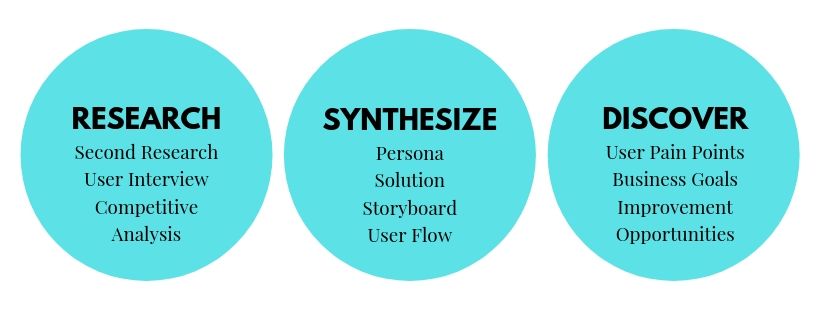 RESEARCH
Second Research
User Interview
Competitive
Analysis
SYNTHESIZE
Persona
Solution
Storyboard
User Flow
DISCOVER
User Pain Points
Business Goals
Improvement
Opportunities